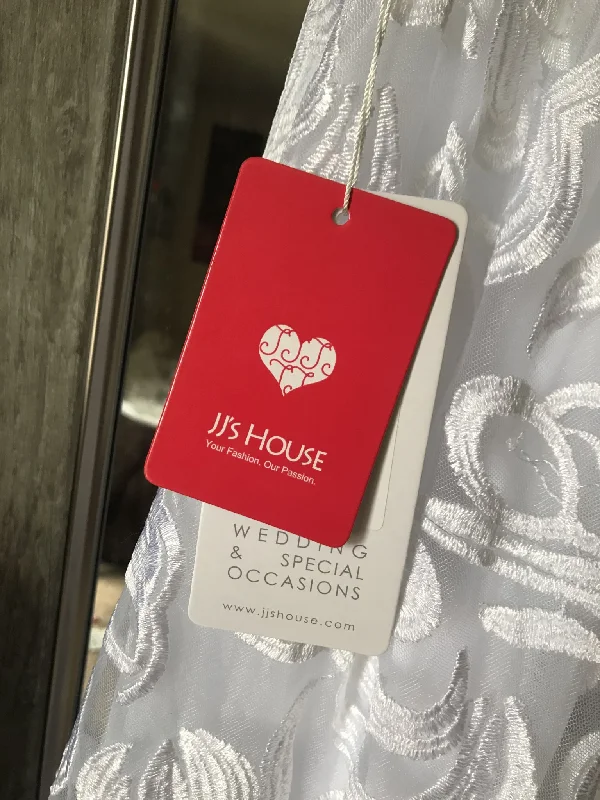 JJ's HOUSE
Your Fashion, Our Passion.
WEDDING
& SPECIAL
OCCASIONS
www.jjshouse.com